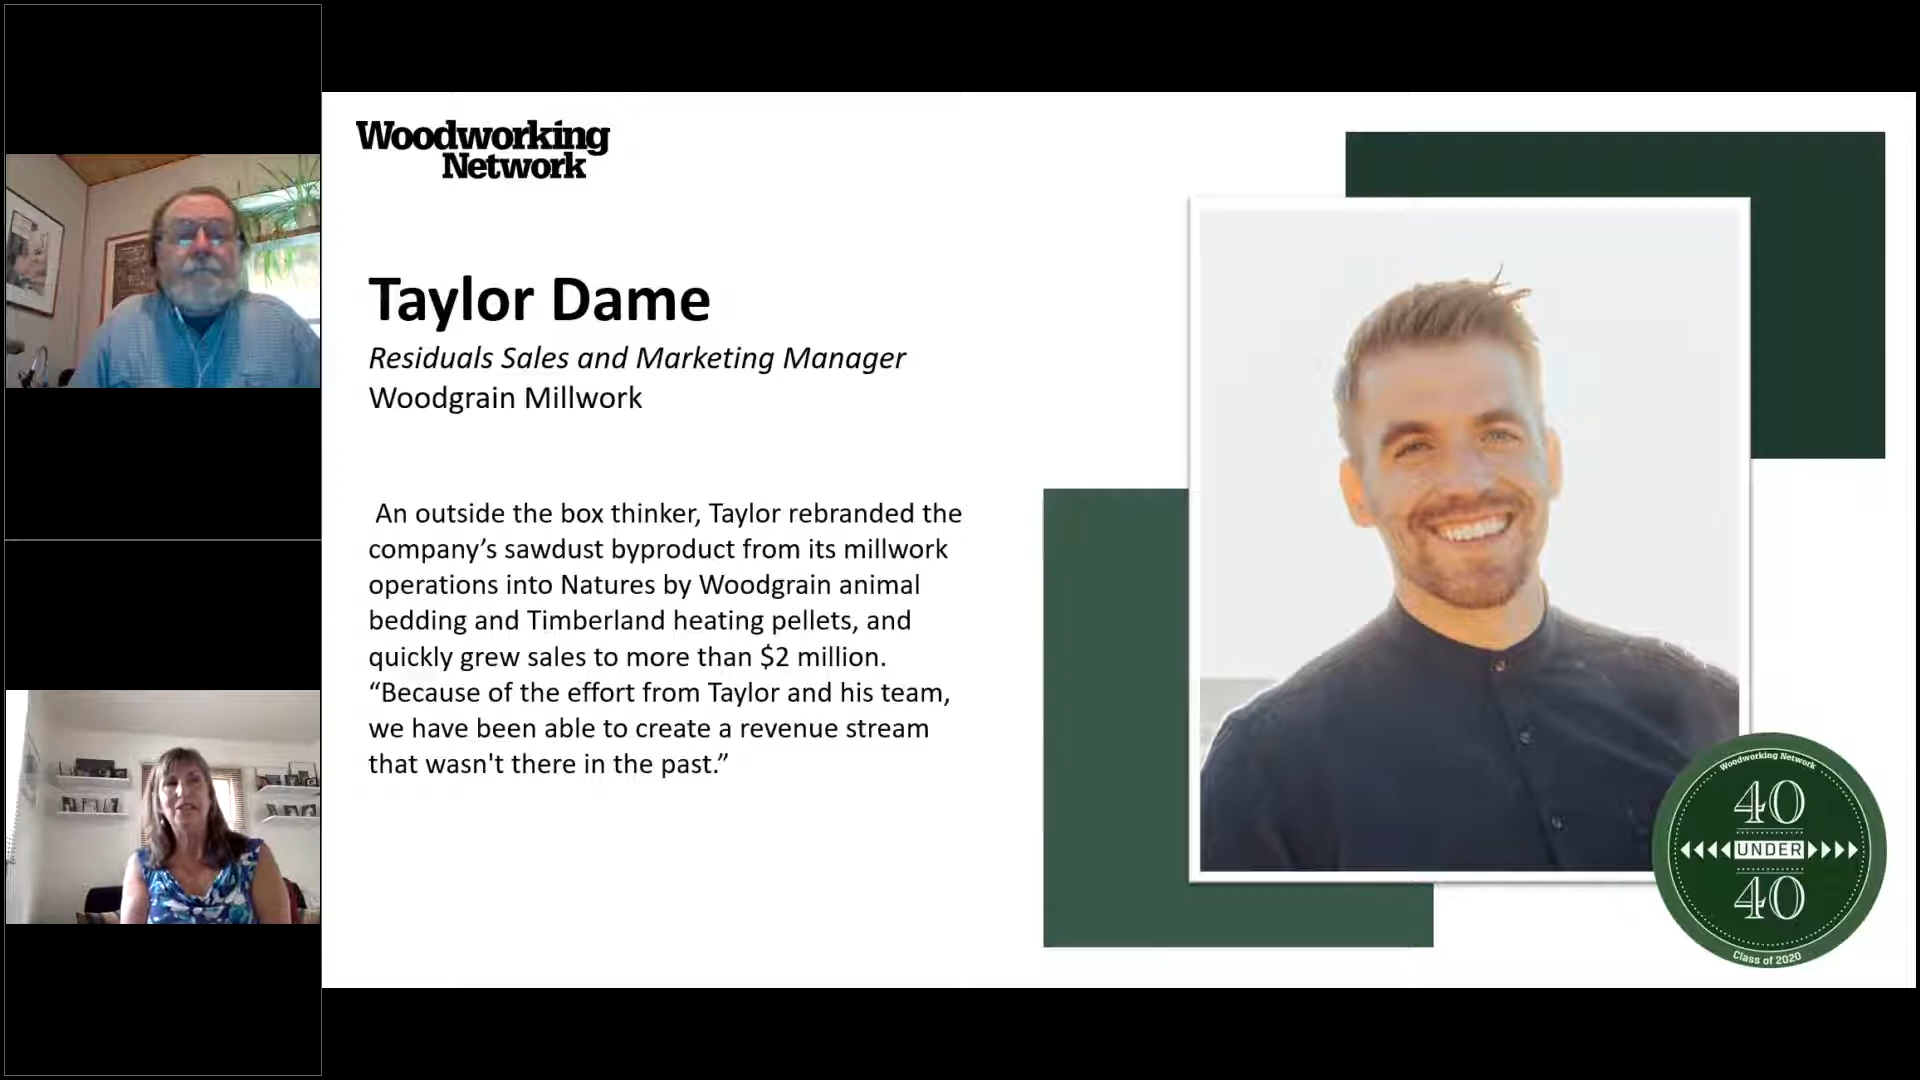 Woodworking
Network
Taylor Dame
Residuals Sales and Marketing Manager
Woodgrain Millwork
An outside the box thinker, Taylor rebranded the
company’s sawdust byproduct from its millwork
operations into Natures by Woodgrain animal
bedding and Timberland heating pellets, and
quickly grew sales to more than $2 million.
“Because of the effort from Taylor and his team,
we have been able to create a revenue stream
that wasn't there in the past.”
Woodworking Network
40
UNDER
40
Class of 2020